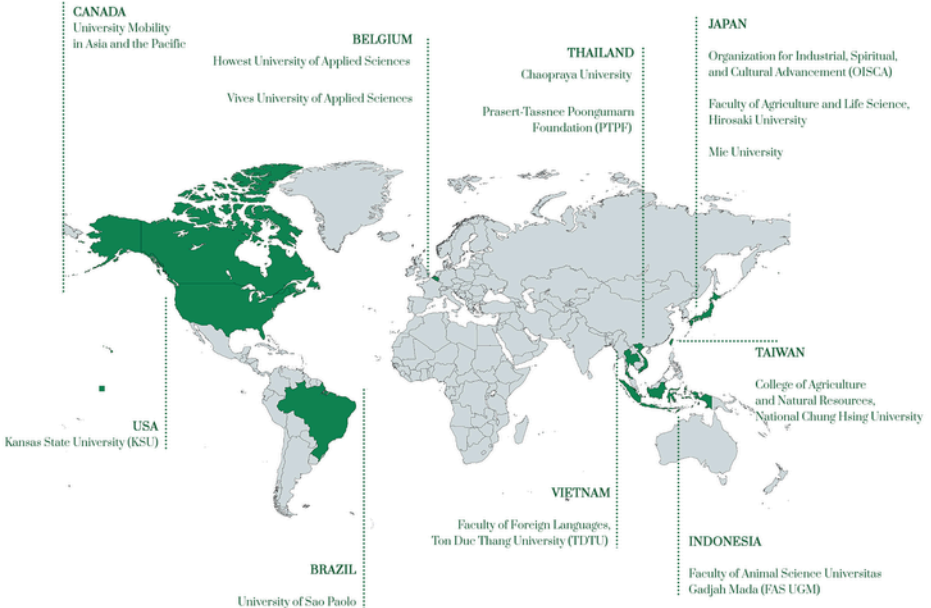 CANADA
University Mobility
in Asia and the Pacific
BELGIUM
Howest University of Applied Sciences
Vives University of Applied Sciences
THAILAND
Chaopraya University
Prasert-Tassnee Poongumarn
Foundation (PTPF)
JAPAN
Organization for Industrial, Spiritual,
and Cultural Advancement (OISCA)
Faculty of Agriculture and Life Science,
Hirosaki University
Mie University
TAIWAN
College of Agriculture
and Natural Resources,
National Chung Hsing University
USA
Kansas State University (KSU)
VIETNAM
Faculty of Foreign Languages,
Ton Duc Thang University (TDTU)
INDONESIA
Faculty of Animal Science Universitas
Gadjah Mada (FAS UGM)
BRAZIL
University of Sao Paolo